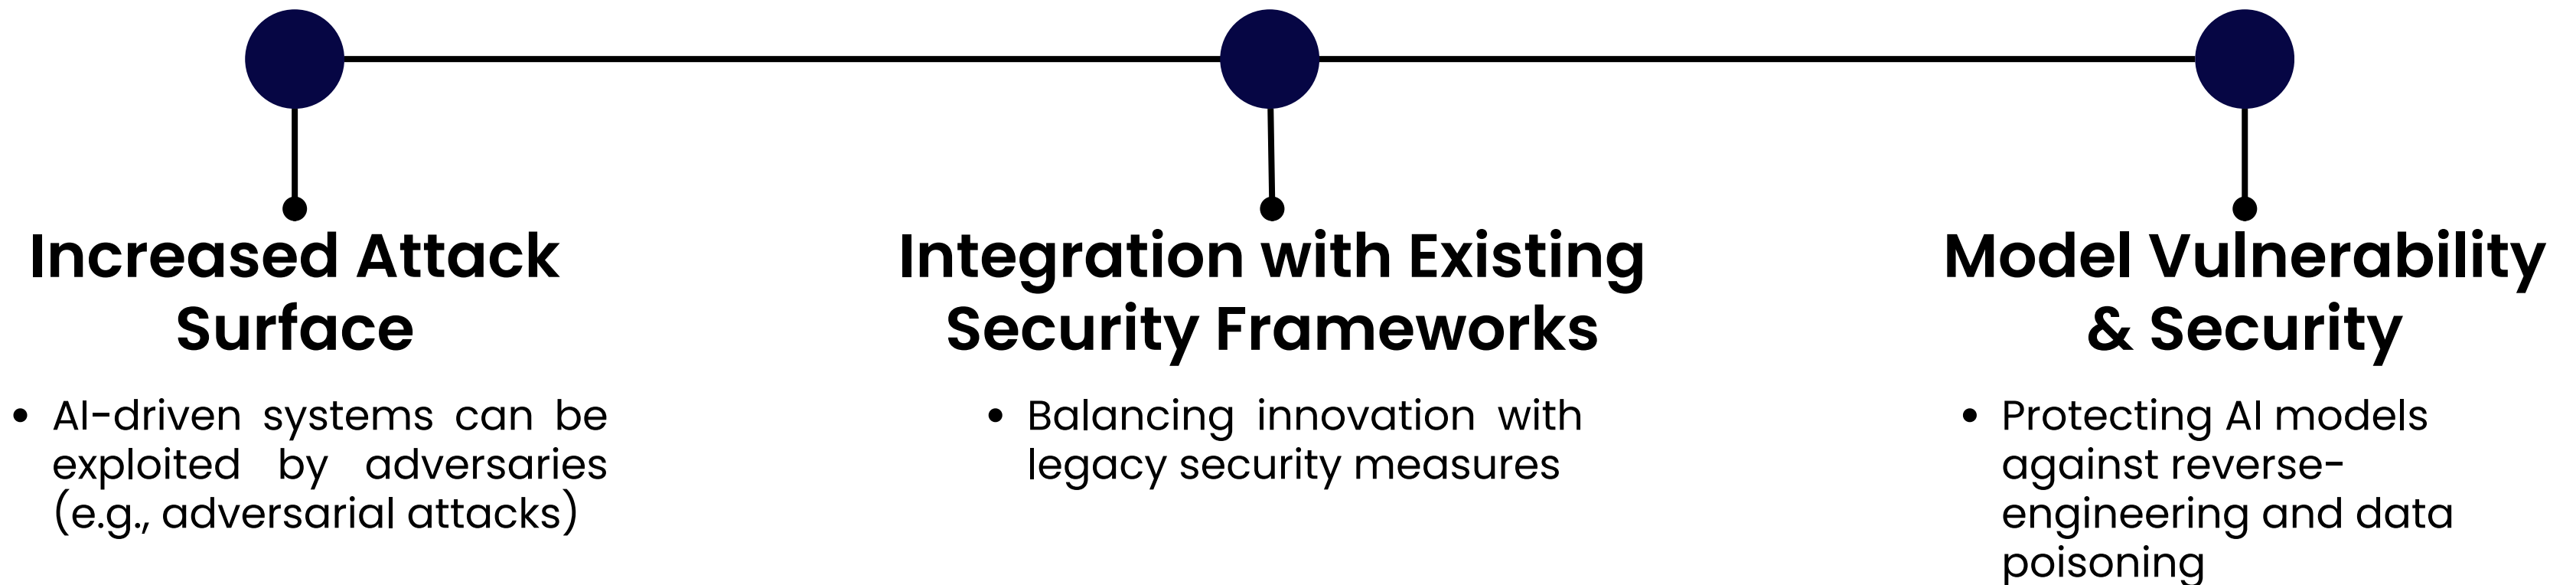 Increased Attack
Surface
• AI-driven systems can be
exploited by adversaries
(e.g., adversarial attacks)
Integration with Existing
Security Frameworks
• Balancing innovation with
legacy security measures
Model Vulnerability
& Security
• Protecting AI models
against reverse-
engineering and data
poisoning